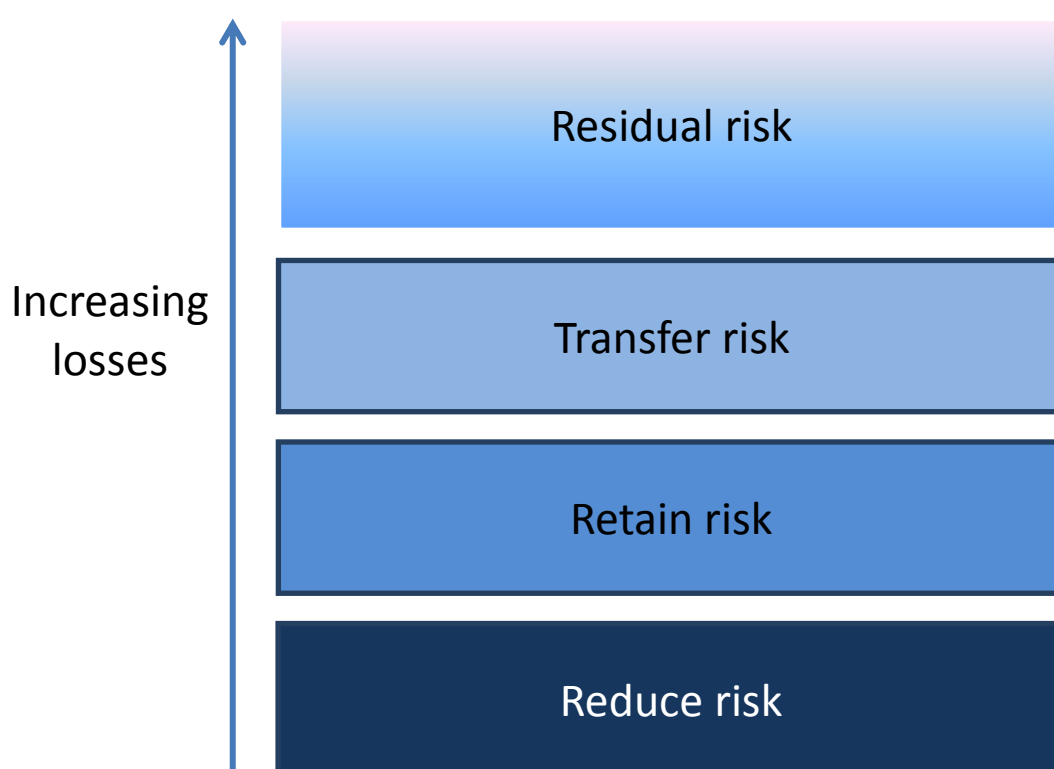 Residual risk
Increasing
losses
Transfer risk
Retain risk
Reduce risk